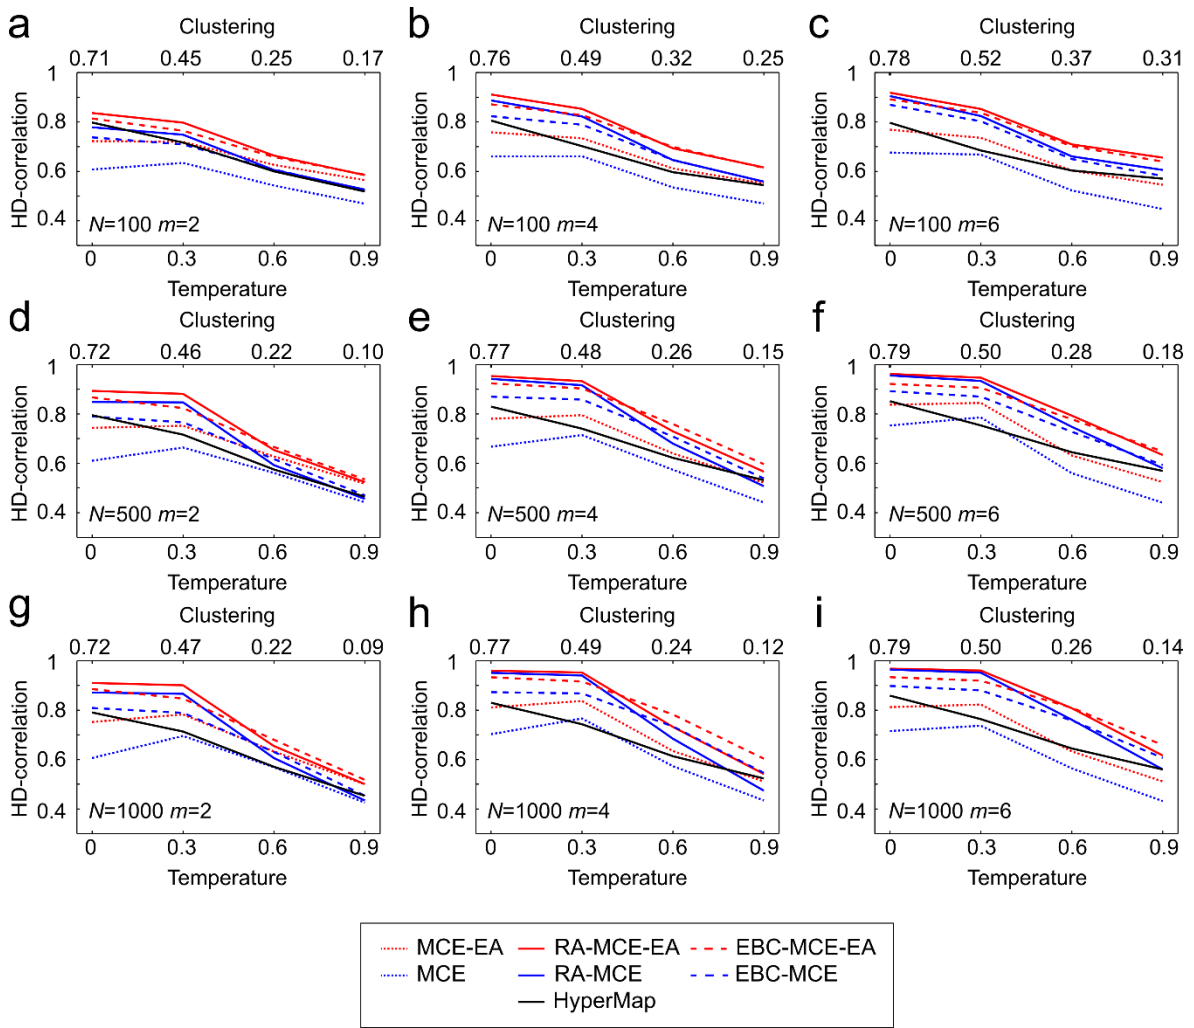 a b c
Clustering Clustering Clustering
0.71 0.45 0.25 0.17 0.76 0.49 0.32 0.25 0.78 0.52 0.37 0.31
HD-correlation HD-correlation HD-correlation
1 1 1
0.8 0.8 0.8
0.6 0.6 0.6
0.4 0.4 0.4
N=100 m=2 N=100 m=4 N=100 m=6
0 0.3 0.6 0.9 0 0.3 0.6 0.9 0 0.3 0.6 0.9
Temperature Temperature Temperature
d e f
Clustering Clustering Clustering
0.72 0.46 0.22 0.10 0.77 0.48 0.26 0.15 0.79 0.50 0.28 0.18
HD-correlation HD-correlation HD-correlation
1 1 1
0.8 0.8 0.8
0.6 0.6 0.6
0.4 0.4 0.4
N=500 m=2 N=500 m=4 N=500 m=6
0 0.3 0.6 0.9 0 0.3 0.6 0.9 0 0.3 0.6 0.9
Temperature Temperature Temperature
g h i
Clustering Clustering Clustering
0.72 0.47 0.22 0.09 0.77 0.49 0.24 0.12 0.79 0.50 0.26 0.14
HD-correlation HD-correlation HD-correlation
1 1 1
0.8 0.8 0.8
0.6 0.6 0.6
0.4 0.4 0.4
N=1000 m=2 N=1000 m=4 N=1000 m=6
0 0.3 0.6 0.9 0 0.3 0.6 0.9 0 0.3 0.6 0.9
Temperature Temperature Temperature
MCE-EA RA-MCE-EA EBC-MCE-EA
MCE RA-MCE EBC-MCE
HyperMap